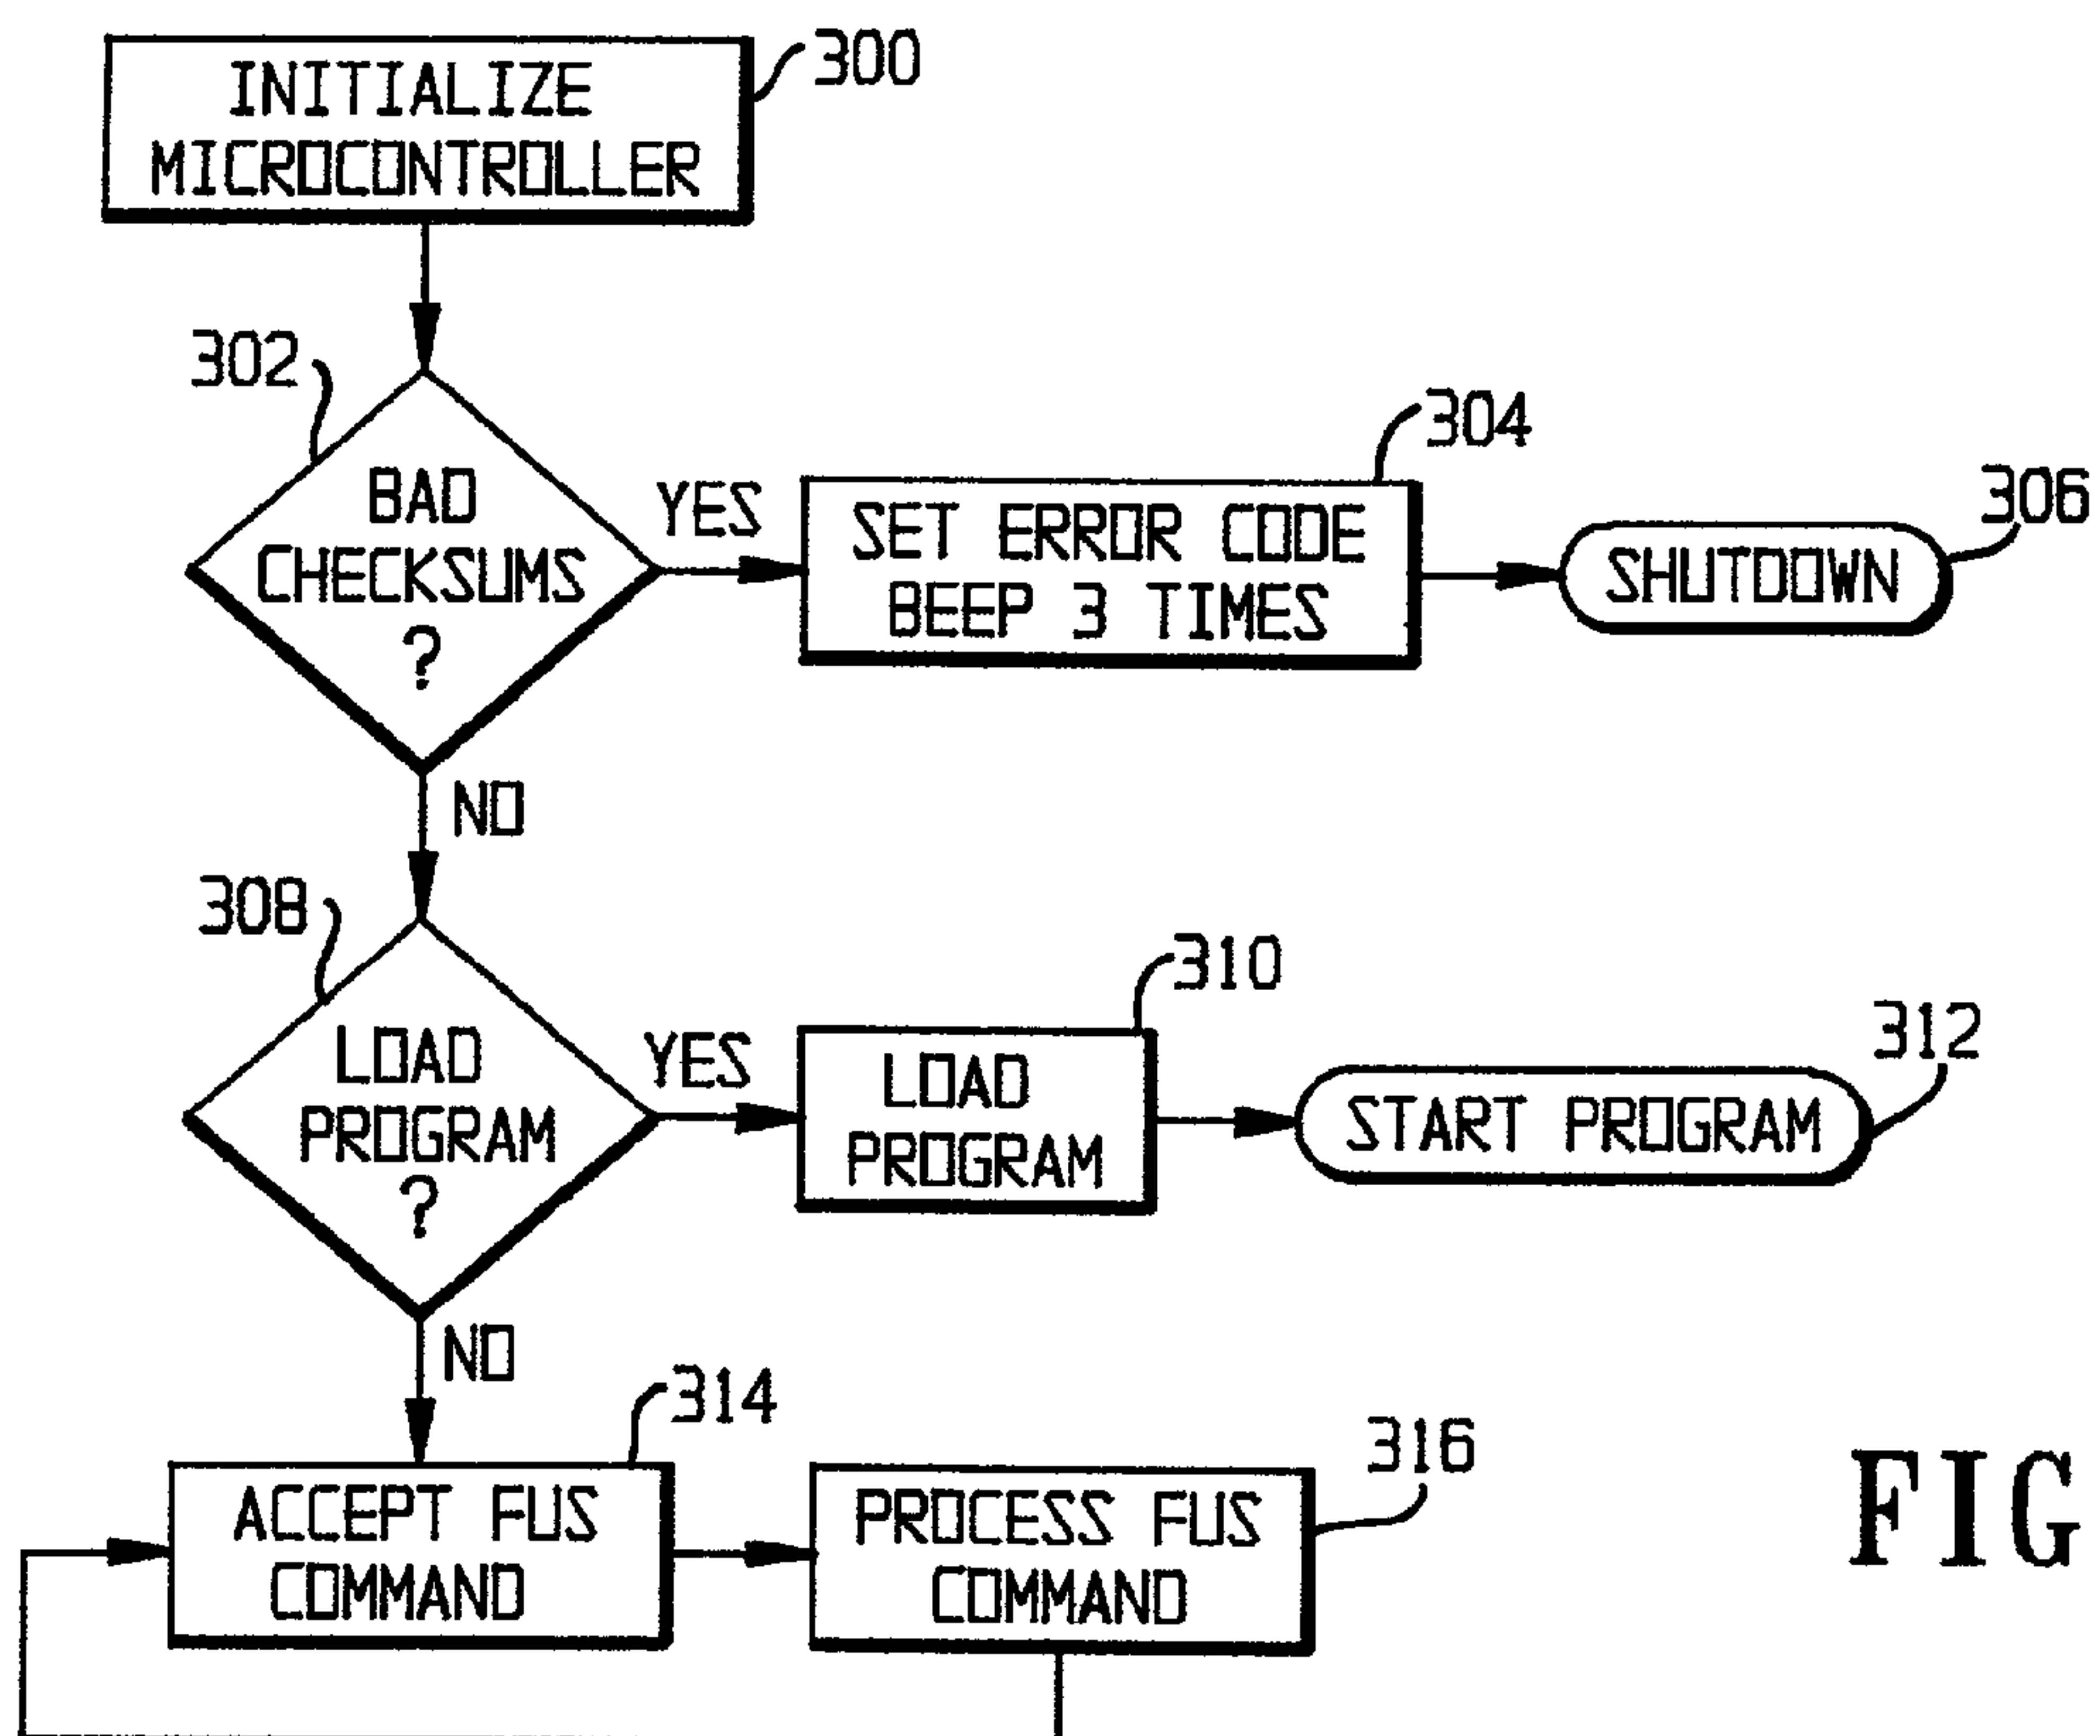 300
INITIALIZE
MICROCONTROLLER
302
304
306
BAD
CHECKSUMS
?
YES
SET ERROR CODE
BEEP 3 TIMES
SHUTDOWN
NO
308
310
312
LOAD
PROGRAM
?
YES
LOAD
PROGRAM
START PROGRAM
NO
314
316
ACCEPT FUS
COMMAND
PROCESS FUS
COMMAND
FIG